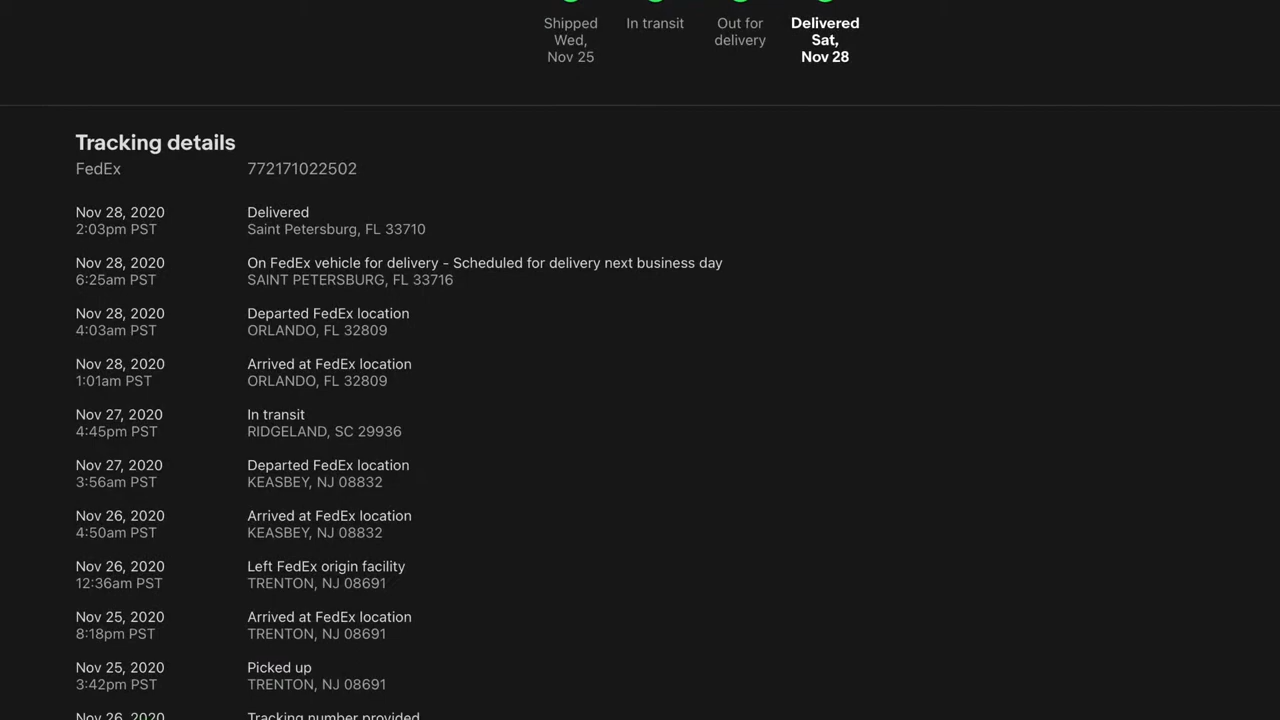 Shipped
Wed,
Nov 25
In transit
Out for
delivery
Delivered
Sat,
Nov 28
Tracking details
FedEx 772171022502
Nov 28, 2020 Delivered
2:03pm PST Saint Petersburg, FL 33710
Nov 28, 2020 On FedEx vehicle for delivery - Scheduled for delivery next business day
6:25am PST SAINT PETERSBURG, FL 33716
Nov 28, 2020 Departed FedEx location
4:03am PST ORLANDO, FL 32809
Nov 28, 2020 Arrived at FedEx location
1:01am PST ORLANDO, FL 32809
Nov 27, 2020 In transit
4:45pm PST RIDGELAND, SC 29936
Nov 27, 2020 Departed FedEx location
3:56am PST KEASBEY, NJ 08832
Nov 26, 2020 Arrived at FedEx location
4:50am PST KEASBEY, NJ 08832
Nov 26, 2020 Left FedEx origin facility
12:36am PST TRENTON, NJ 08691
Nov 25, 2020 Arrived at FedEx location
8:18pm PST TRENTON, NJ 08691
Nov 25, 2020 Picked up
3:42pm PST TRENTON, NJ 08691
Nov 26, 2020 Tracking number provided